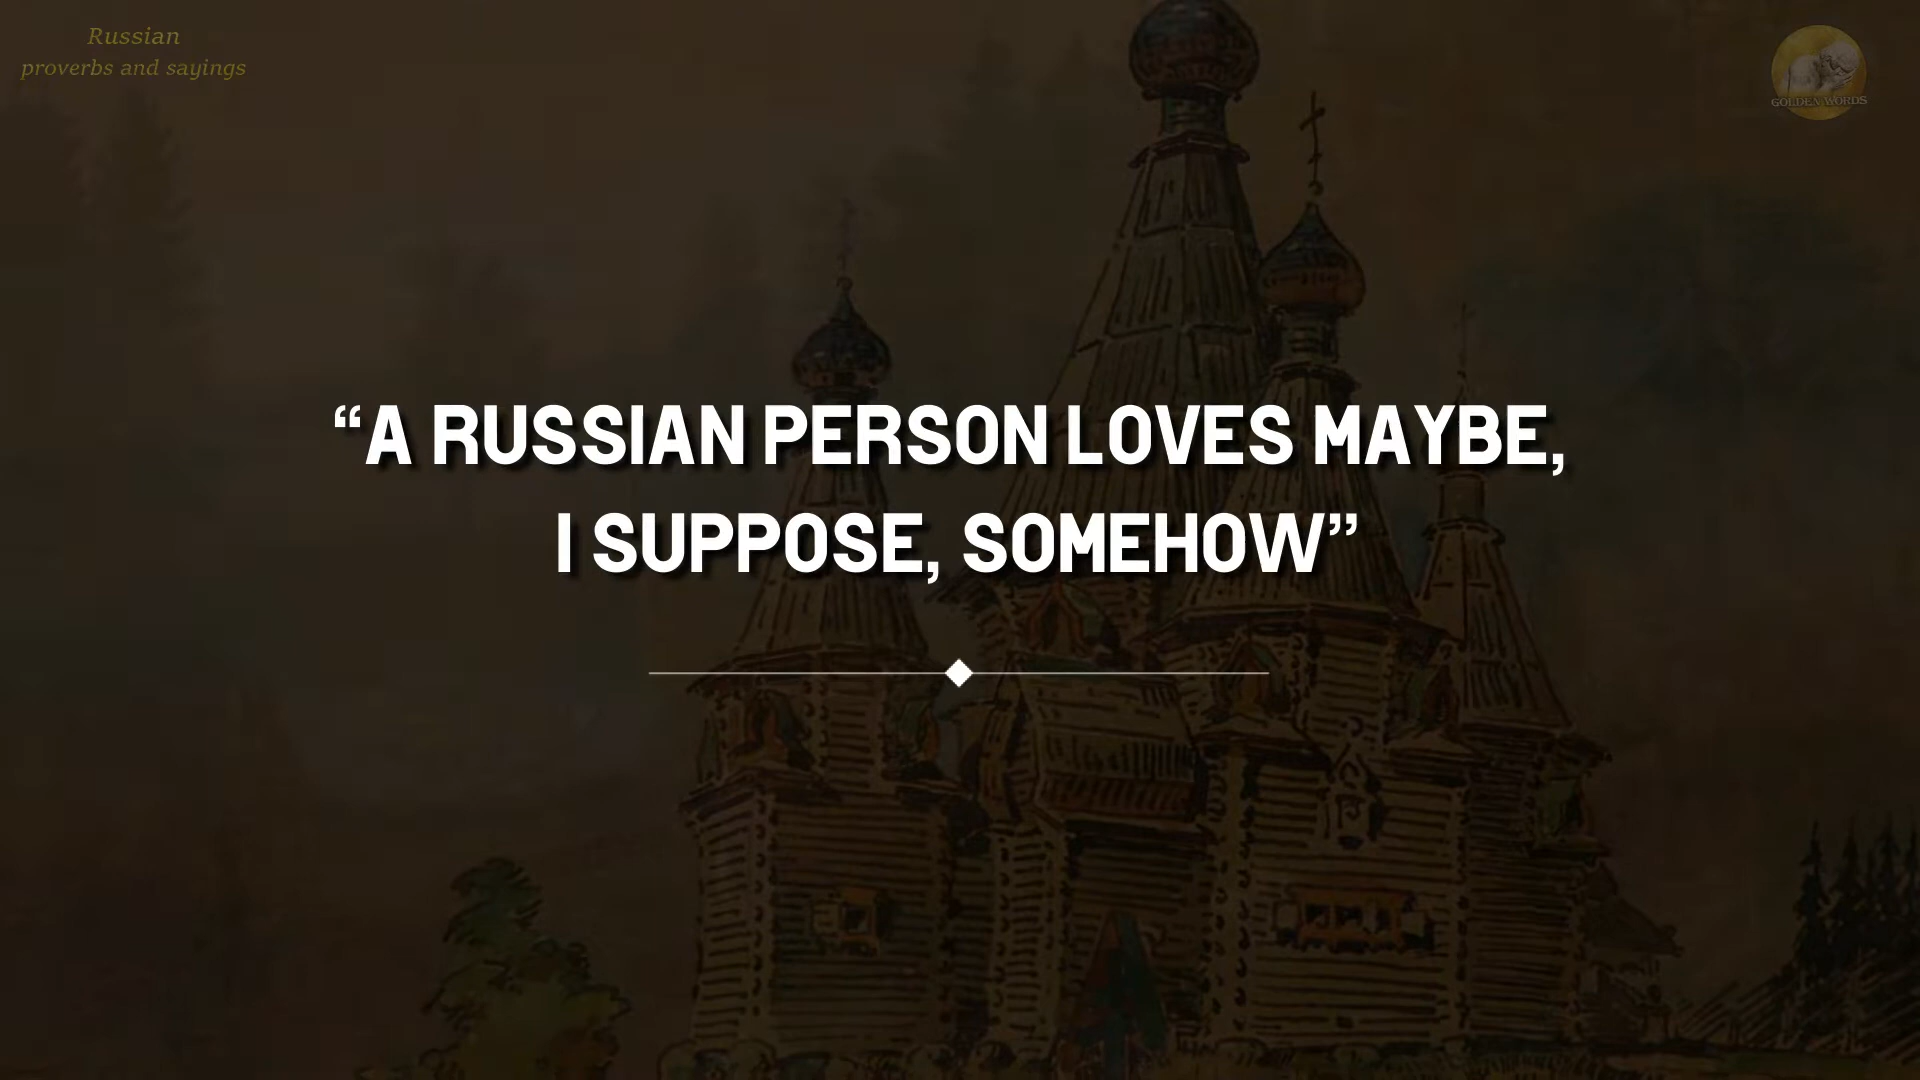 Russian
proverbs and sayings
GOLDEN WORDS
“A RUSSIAN PERSON LOVES MAYBE,
I SUPPOSE, SOMEHOW”